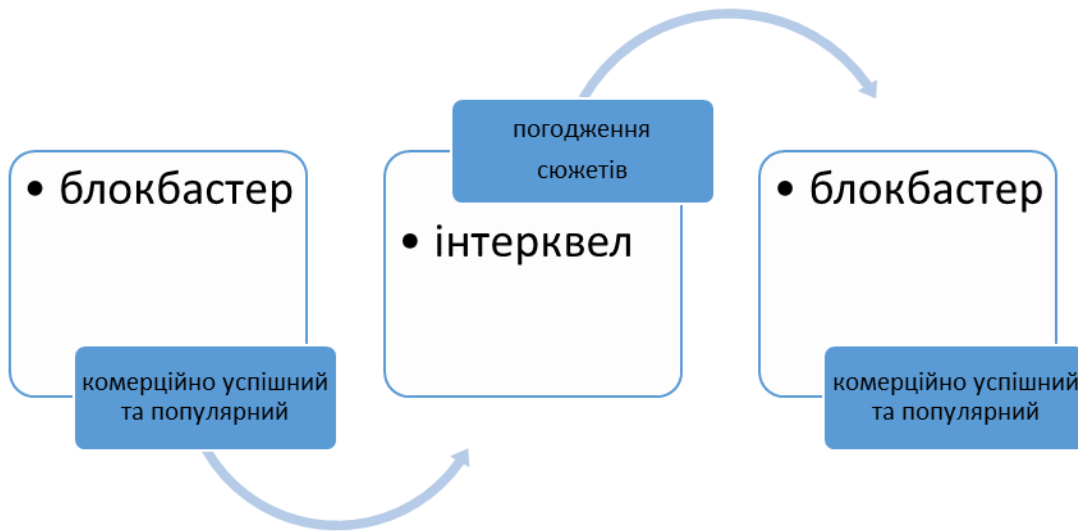 • блокбастер
комерційно успішний
та популярний
погодження
сюжетів
• інтерквел
• блокбастер
комерційно успішний
та популярний